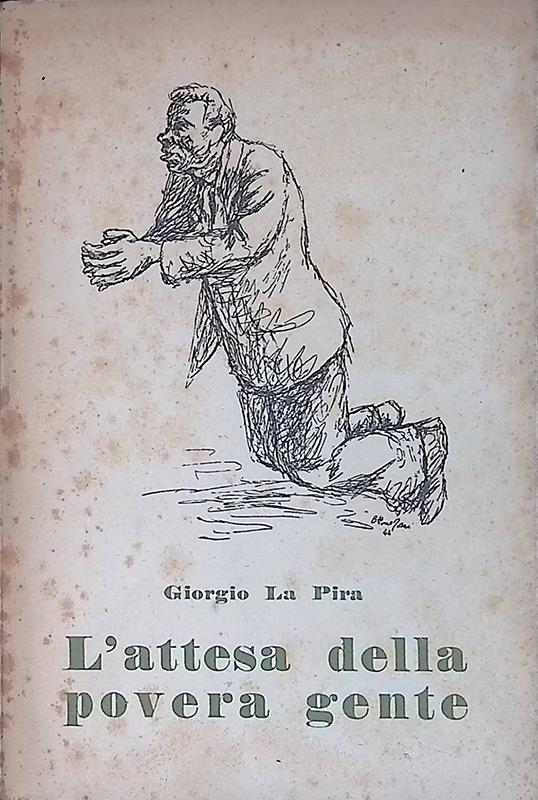 Giorgio La Pira
L'attesa della
povera gente